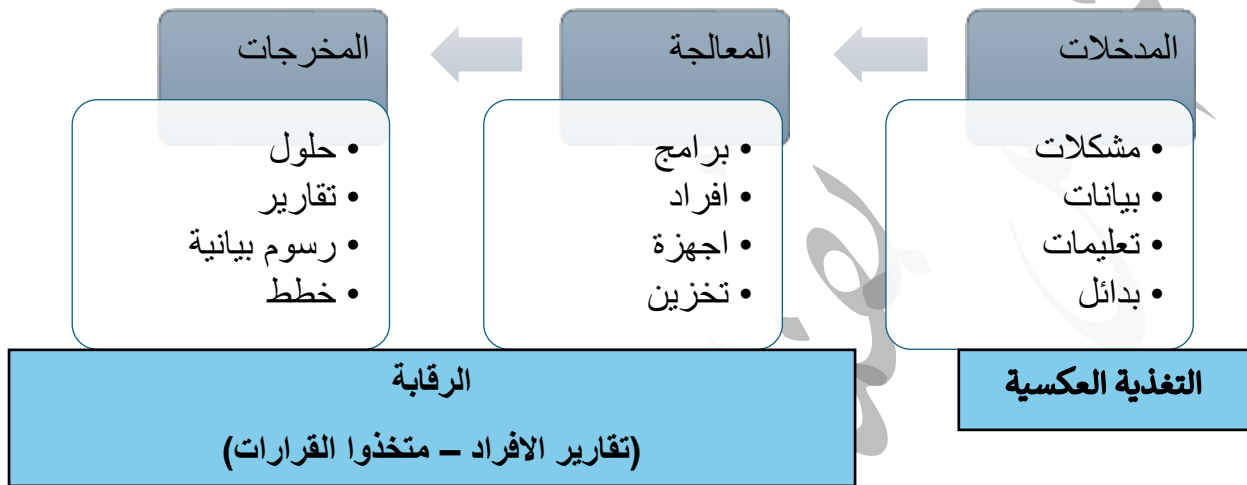 المدخلات
• مشكلات
• بيانات
• تعليمات
• بدائل
المعالجة
• برامج
• افراد
• اجهزة
• تخزين
المخرجات
• حلول
• تقارير
• رسوم بيانية
• خطط
التغذية العكسية
الرقابة
(تقارير الافراد – متخذوا القرارات)